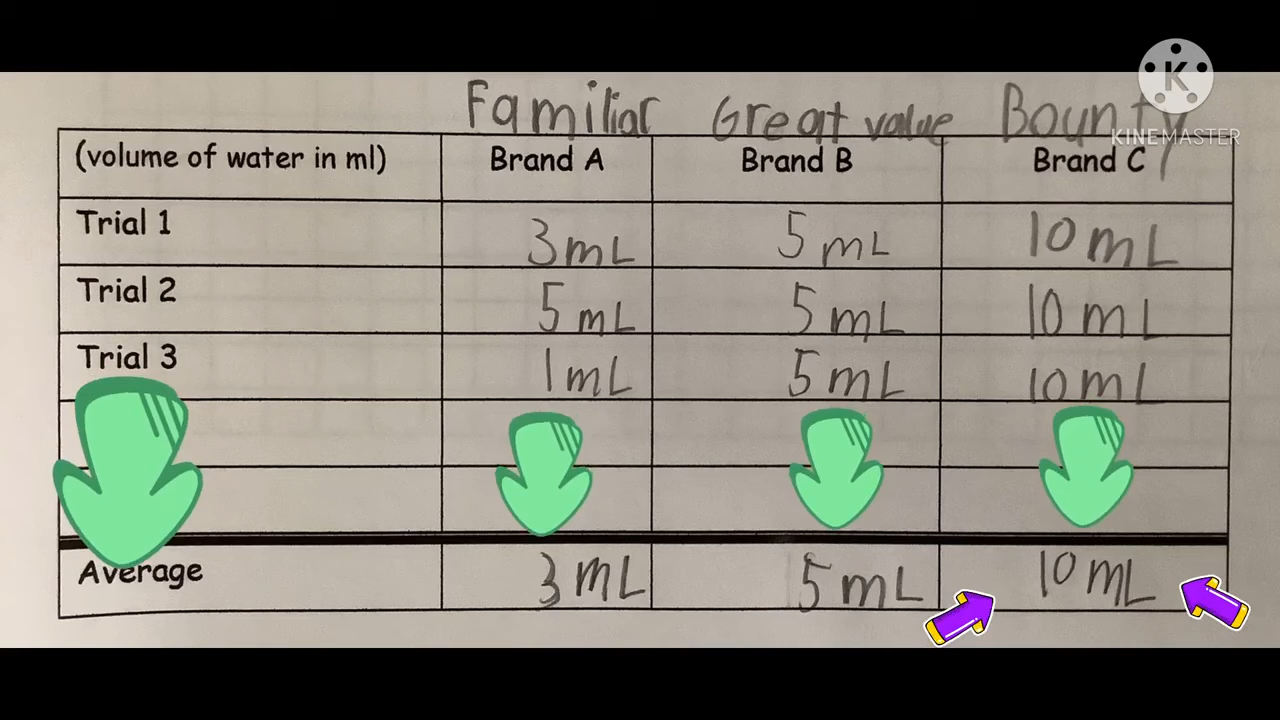 Familiar Great value Bounty
KINEMASTER
(volume of water in ml) Brand A Brand B Brand C
Trial 1 3mL 5mL 10mL
Trial 2 5mL 5mL 10mL
Trial 3 1mL 5mL 10mL
Average 3mL 5mL 10mL